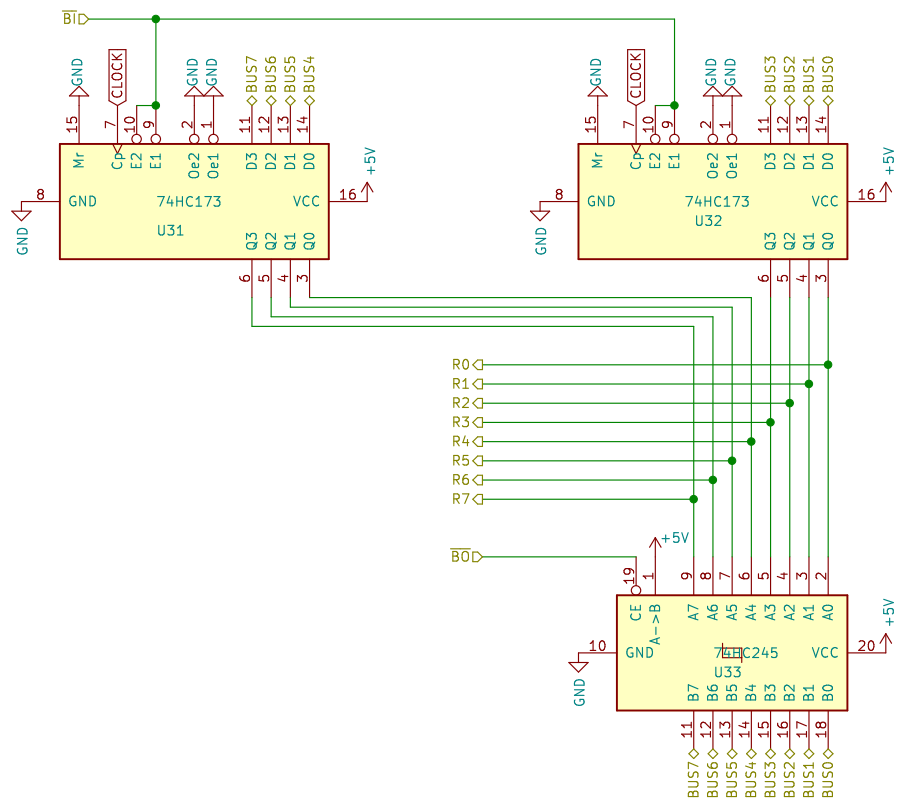 BI
GND CLOCK GND GND BUS7 BUS6 BUS5 BUS4
15 7 10 9 2 1 11 12 13 14
Mr Cp E2 E1 Oe2 Oe1 D3 D2 D1 D0
+5V
8 GND 74HC173 VCC 16
U31
GND
Q3 Q2 Q1 Q0
6 5 4 3
GND CLOCK GND GND BUS3 BUS2 BUS1 BUS0
15 7 10 9 2 1 11 12 13 14
Mr Cp E2 E1 Oe2 Oe1 D3 D2 D1 D0
+5V
8 GND 74HC173 VCC 16
U32
GND
Q3 Q2 Q1 Q0
6 5 4 3
R0
R1
R2
R3
R4
R5
R6
R7
+5V
BO
19 1 9 8 7 6 5 4 3 2
CE A->B A7 A6 A5 A4 A3 A2 A1 A0
+5V
10 GND 74HC245 VCC 20
U33
GND
B7 B6 B5 B4 B3 B2 B1 B0
11 12 13 14 15 16 17 18
BUS7 BUS6 BUS5 BUS4 BUS3 BUS2 BUS1 BUS0